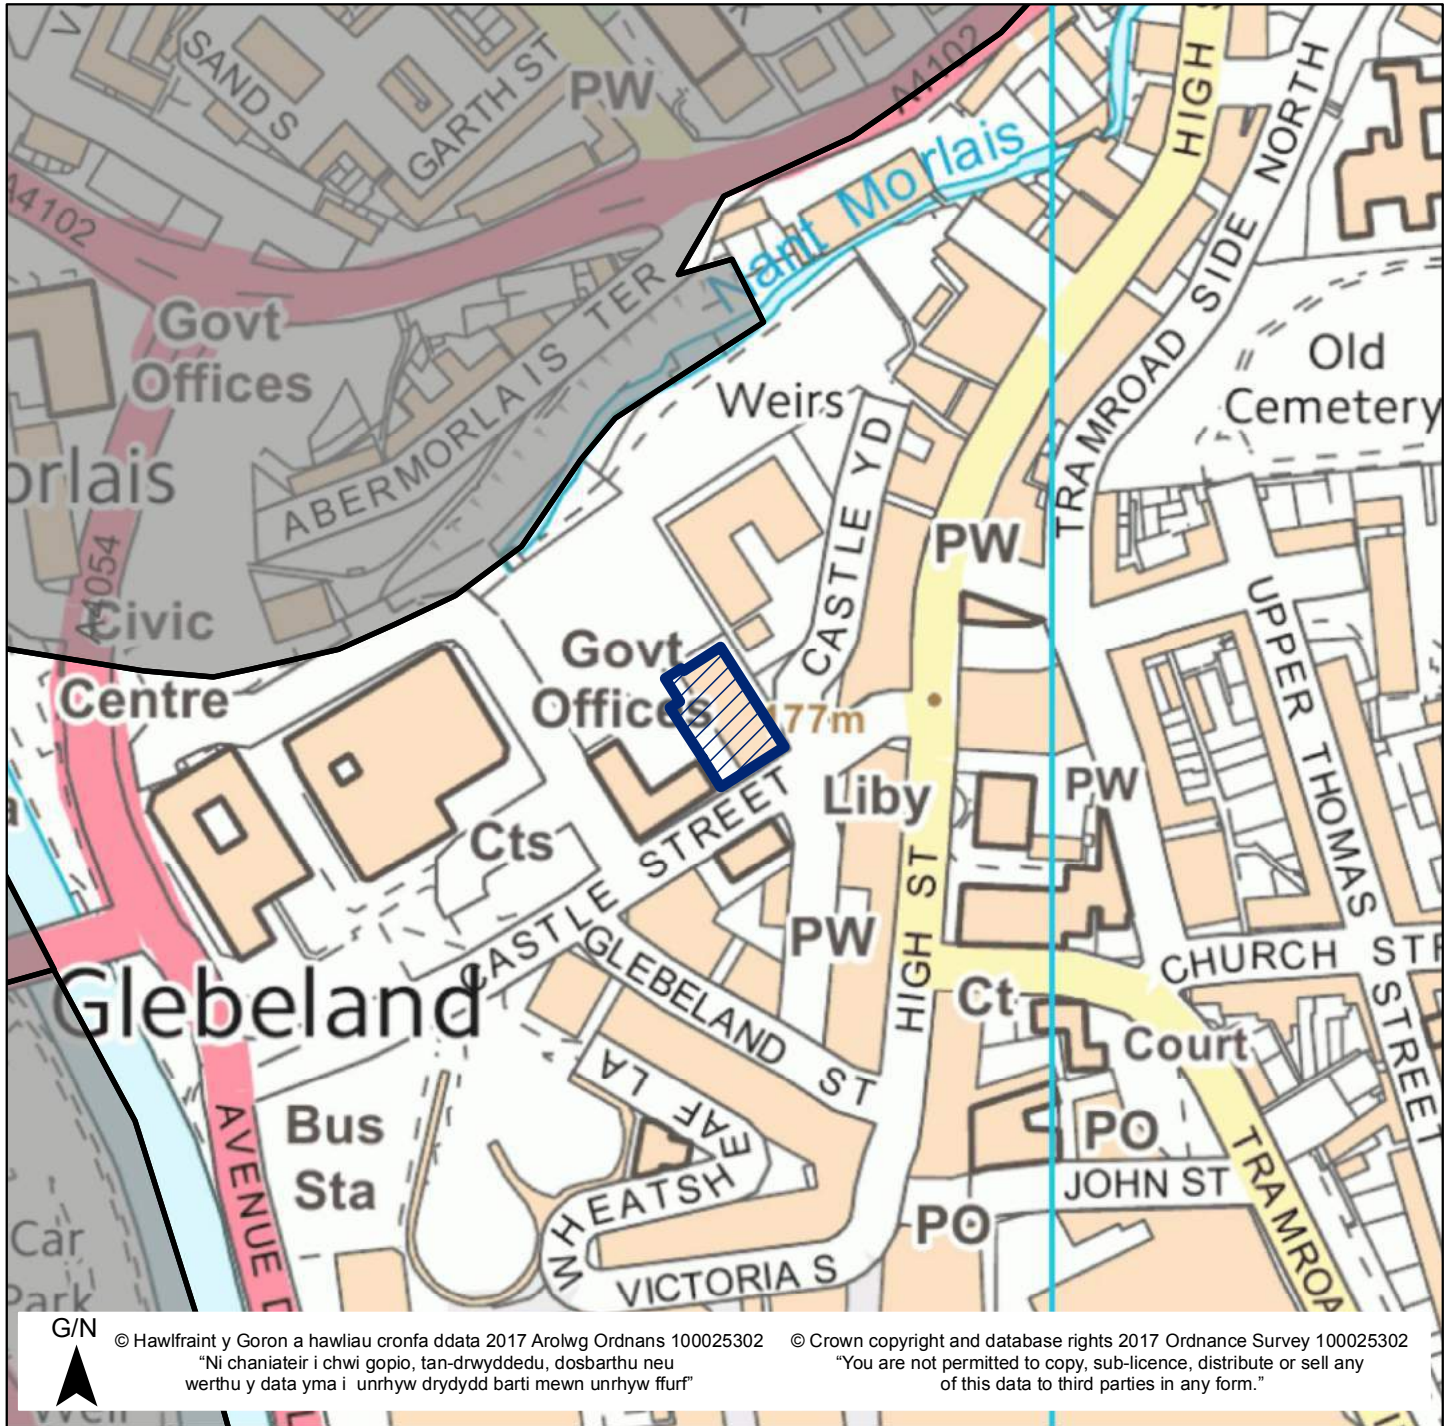 SAND S
GARTH ST
PW
A4102
A4102
HIGH S
TRAMROAD SIDE NORTH
Nant Morlais
Govt
Offices
ABERMORLAIS TER
orlais
Weirs
Old
Cemetery
CASTLE YD
PW
A4054
Civic
Centre
Govt
Offices
177m
UPPER THOMAS STREET
Liby
PW
Cts
CASTLE STREET
PW
HIGH ST
CHURCH STR
Glebeland
GLEBELAND ST
Ct
Court
Bus
Sta
AVENUE D
WHEATSHEAF LA
PO
PO
JOHN ST
TRAMROA
VICTORIA S
Car
Park
G/N
© Hawlfraint y Goron a hawliau cronfa ddata 2017 Arolwg Ordnans 100025302
“Ni chaniateir i chwi gopio, tan-drwyddedu, dosbarthu neu
werthu y data yma i unrhyw drydydd barti mewn unrhyw ffurf”
© Crown copyright and database rights 2017 Ordnance Survey 100025302
“You are not permitted to copy, sub-licence, distribute or sell any
of this data to third parties in any form.”